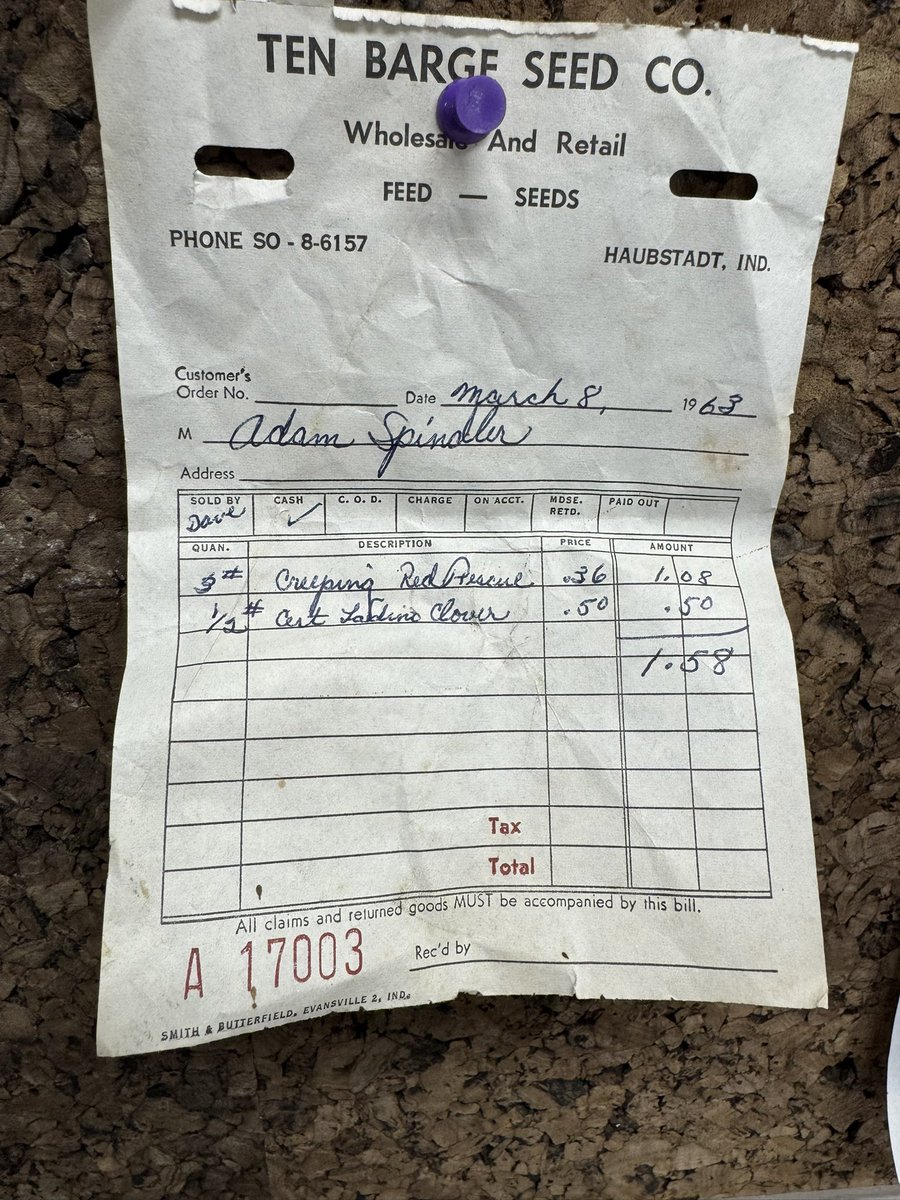 TEN BARGE SEED CO.
Wholesale And Retail
FEED — SEEDS
PHONE SO - 8-6157
HAUBSTADT, IND.
Customer's
Order No. Date March 8, 1963
M Adam Spindler
Address
SOLD BY CASH C. O. D. CHARGE ON ACCT. MDSE. RETD. PAID OUT
Dave ✓
QUAN. DESCRIPTION PRICE AMOUNT
3# Creeping Red Fescue .36 1.08
1/2# Cert Ladino Clover .50 .50
1.58
Tax
Total
All claims and returned goods MUST be accompanied by this bill.
A 17003 Rec'd by
SMITH & BUTTERFIELD, EVANSVILLE 2, IND.